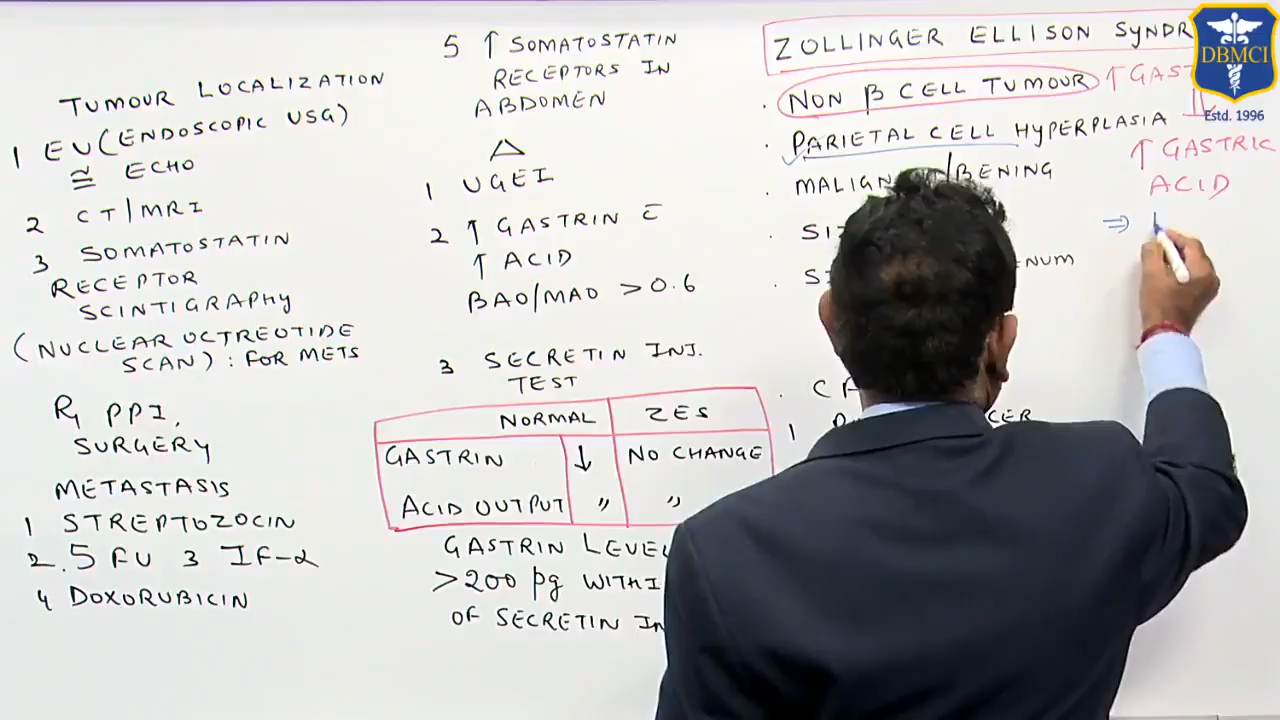 TUMOUR LOCALIZATION
1 EU (ENDOSCOPIC USG)
≅ ECHO
2 CT/MRI
3 SOMATOSTATIN
RECEPTOR
SCINTIGRAPHY
(NUCLEAR OCTREOTIDE
SCAN) : FOR METS
Rx PPI,
SURGERY
METASTASIS
1 STREPTOZOCIN
2. 5 FU 3 IF-α
4 DOXORUBICIN
5 ↑ SOMATOSTATIN
RECEPTORS IN
ABDOMEN
Δ
1 UGEI
2 ↑ GASTRIN c̄
↑ ACID
BAO/MAO > 0.6
3 SECRETIN INJ.
TEST
NORMAL ZES
GASTRIN ↓ NO CHANGE
ACID OUTPUT " "
GASTRIN LEVEL
>200 pg WITHI
OF SECRETIN IN
ZOLLINGER ELLISON SYNDR
. NON β CELL TUMOUR ↑ GAST
. PARIETAL CELL HYPERPLASIA
↑ GASTRIC
ACID
⇒
. MALIGN /BENING
. SI
. SI NUM
. C
1 CER
DBMCI
Estd. 1996